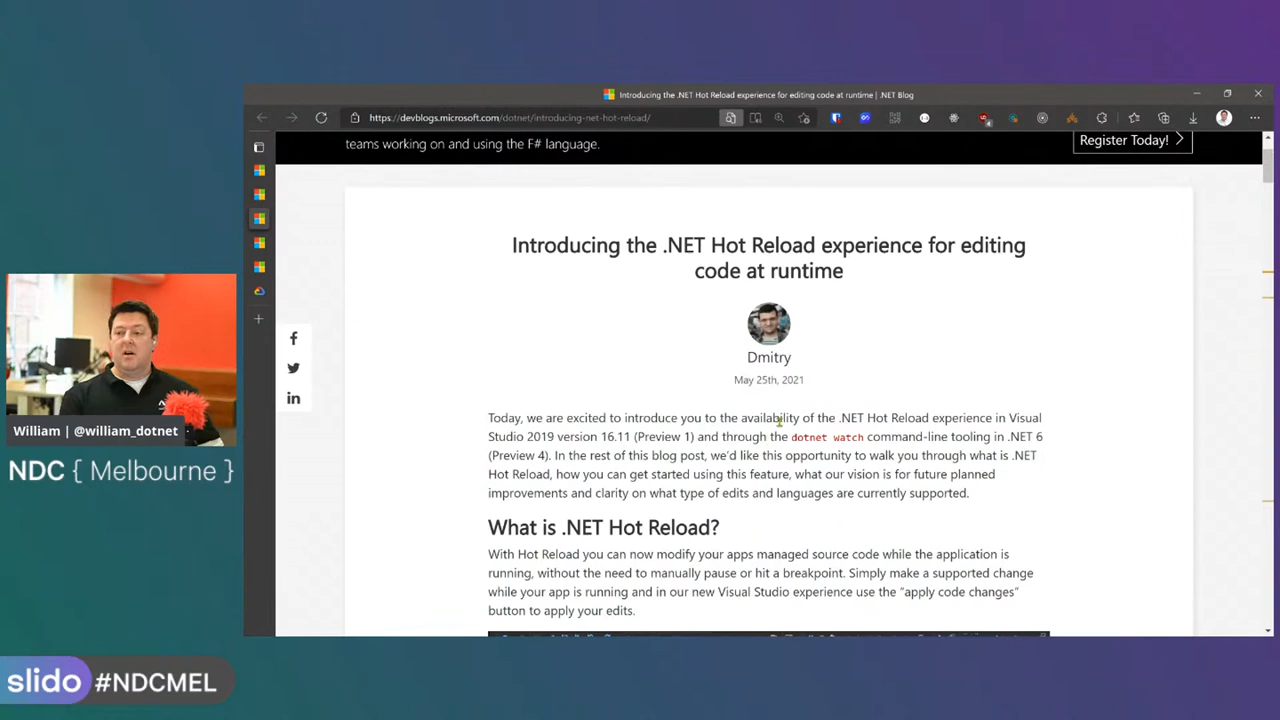 Introducing the .NET Hot Reload experience for editing code at runtime | .NET Blog
https://devblogs.microsoft.com/dotnet/introducing-net-hot-reload/
teams working on and using the F# language.
Register Today!
Introducing the .NET Hot Reload experience for editing
code at runtime
Dmitry
May 25th, 2021
Today, we are excited to introduce you to the availability of the .NET Hot Reload experience in Visual
Studio 2019 version 16.11 (Preview 1) and through the dotnet watch command-line tooling in .NET 6
(Preview 4). In the rest of this blog post, we'd like this opportunity to walk you through what is .NET
Hot Reload, how you can get started using this feature, what our vision is for future planned
improvements and clarity on what type of edits and languages are currently supported.
What is .NET Hot Reload?
With Hot Reload you can now modify your apps managed source code while the application is
running, without the need to manually pause or hit a breakpoint. Simply make a supported change
while your app is running and in our new Visual Studio experience use the “apply code changes”
button to apply your edits.
William | @william_dotnet
NDC { Melbourne }
slido #NDCMEL